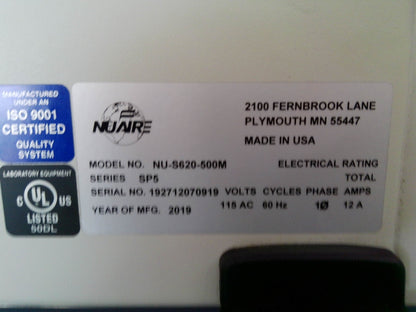 MANUFACTURED
UNDER AN
ISO 9001
CERTIFIED
QUALITY
SYSTEM
LABORATORY EQUIPMENT
C UL US
LISTED
60DL
NUAIRE
2100 FERNBROOK LANE
PLYMOUTH MN 55447
MADE IN USA
MODEL NO. NU-S620-500M ELECTRICAL RATING
SERIES SP5 TOTAL
SERIAL NO. 192712070919 VOLTS CYCLES PHASE AMPS
YEAR OF MFG. 2019 115 AC 60 Hz 1Ø 12 A